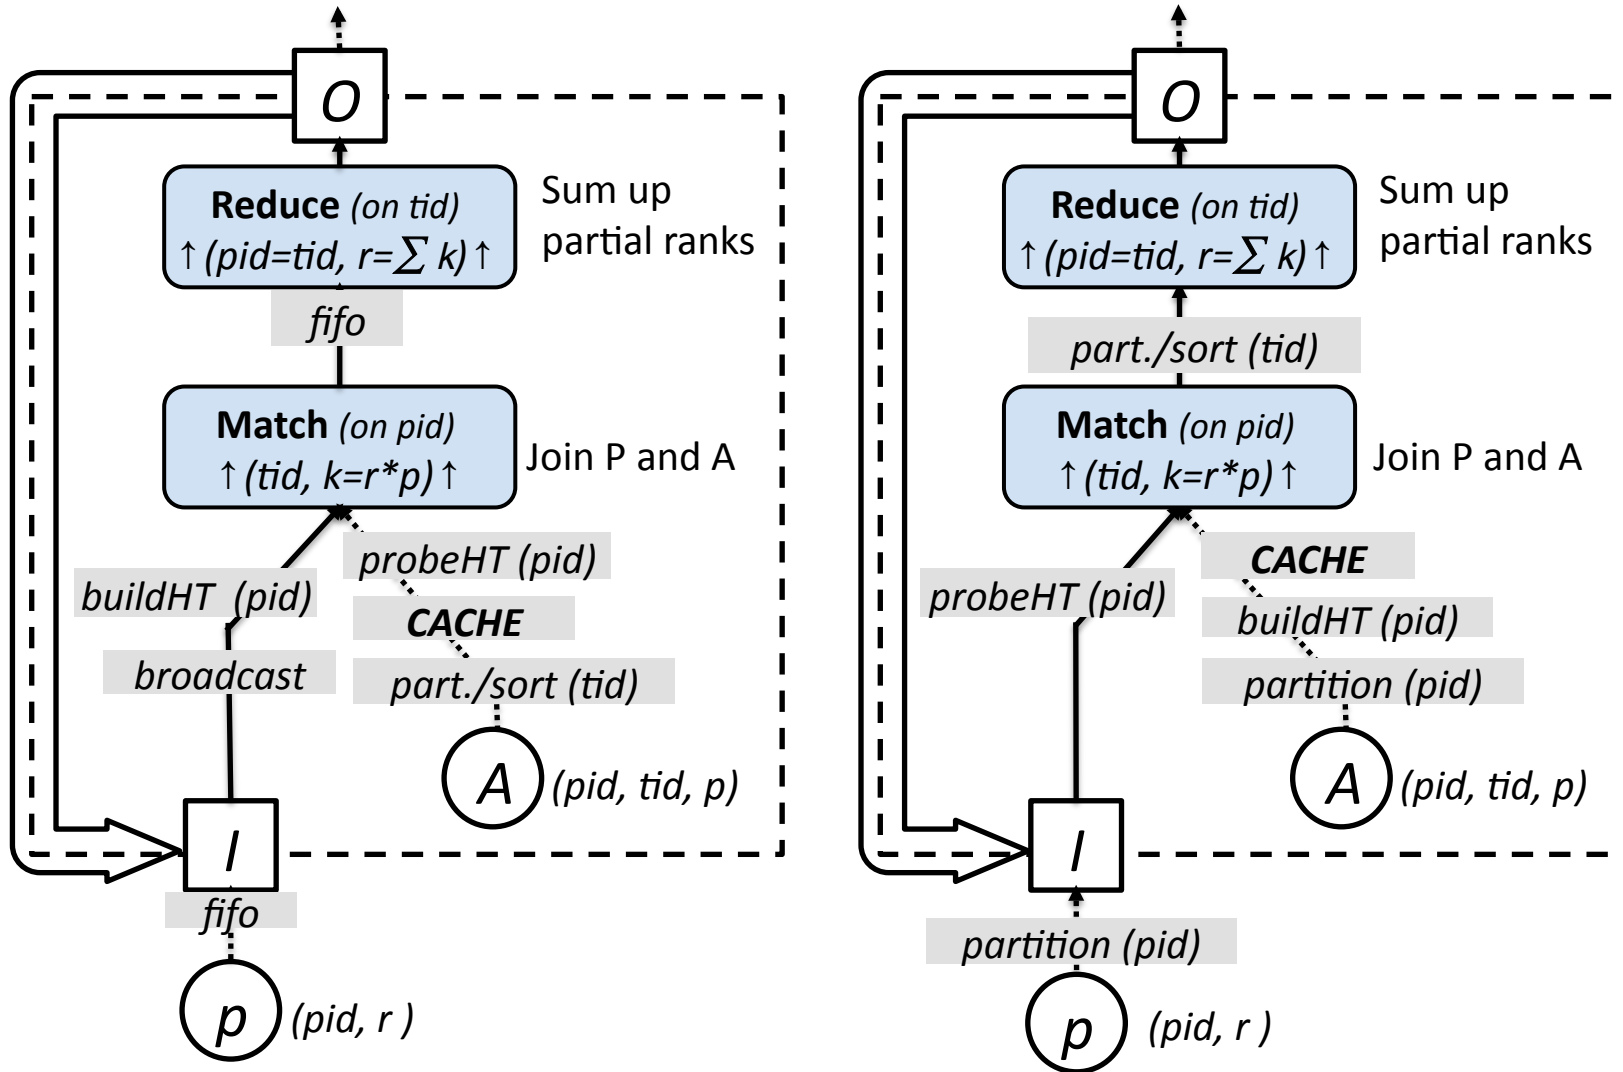 O
Reduce (on tid)
↑ (pid=tid, r=∑ k) ↑
Sum up
partial ranks
fifo
Match (on pid)
↑ (tid, k=r*p) ↑
Join P and A
probeHT (pid)
buildHT (pid)
CACHE
broadcast
part./sort (tid)
A
(pid, tid, p)
I
fifo
p
(pid, r )
O
Reduce (on tid)
↑ (pid=tid, r=∑ k) ↑
Sum up
partial ranks
part./sort (tid)
Match (on pid)
↑ (tid, k=r*p) ↑
Join P and A
CACHE
probeHT (pid)
buildHT (pid)
partition (pid)
A
(pid, tid, p)
I
partition (pid)
p
(pid, r )